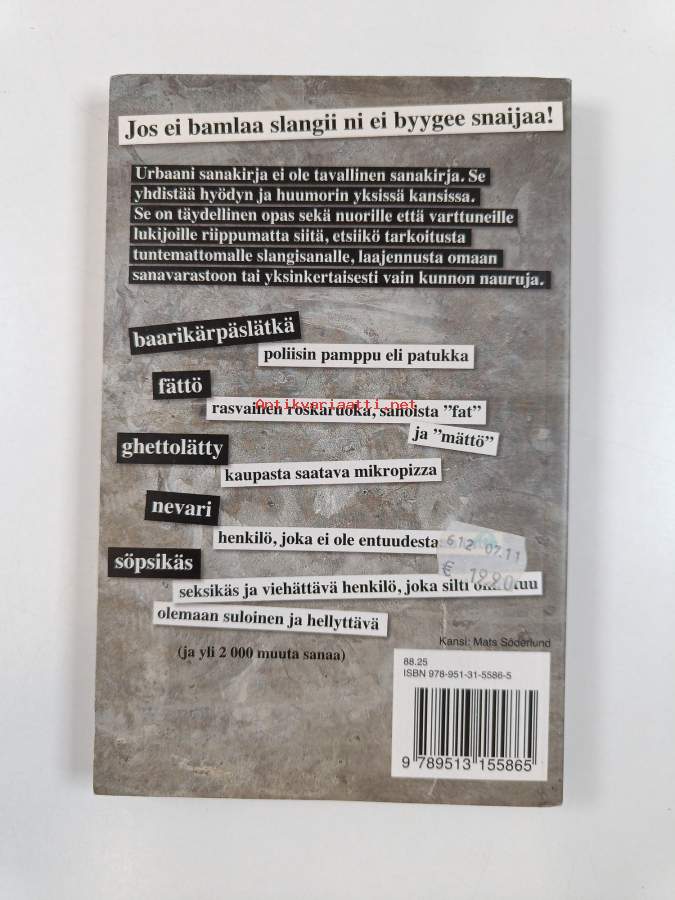 Jos ei bamlaa slangii ni ei byygee snaijaa!
Urbaani sanakirja ei ole tavallinen sanakirja. Se
yhdistää hyödyn ja huumorin yksissä kansissa.
Se on täydellinen opas sekä nuorille että varttuneille
lukijoille riippumatta siitä, etsiikö tarkoitusta
tuntemattomalle slangisanalle, laajennusta omaan
sanavarastoon tai yksinkertaisesti vain kunnon nauruja.
baarikärpäslätkä
poliisin pamppu eli patukka
fättö
Antikvariaatti.net
rasvainen roskaruoka, sanoista ”fat”
ja ”mättö”
ghettolätty
kaupasta saatava mikropizza
nevari
henkilö, joka ei ole entuudesta
612 07.11
€ 19.20
söpsikäs
seksikäs ja viehättävä henkilö, joka silti
olemaan suloinen ja hellyttävä
(ja yli 2 000 muuta sanaa)
Kansi: Mats Söderlund
88.25
ISBN 978-951-31-5586-5
9 789513 155865